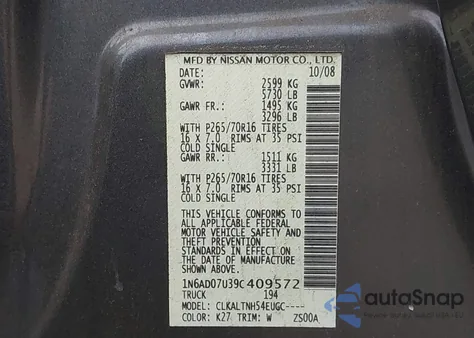 MFD BY NISSAN MOTOR CO., LTD.
DATE: 10/08
GVWR: 2599 KG
5730 LB
GAWR FR.: 1495 KG
3296 LB
WITH P265/70R16 TIRES
16 X 7.0 RIMS AT 35 PSI
COLD SINGLE
GAWR RR.: 1511 KG
3331 LB
WITH P265/70R16 TIRES
16 X 7.0 RIMS AT 35 PSI
COLD SINGLE
THIS VEHICLE CONFORMS TO
ALL APPLICABLE FEDERAL
MOTOR VEHICLE SAFETY AND
THEFT PREVENTION
STANDARDS IN EFFECT ON
THE DATE OF MANUFACTURE
SHOWN ABOVE.
1N6AD07U39C409572
TRUCK 194
MODEL: CLKALTNH54EUGC----
COLOR: K27 TRIM: W ZS00A
autoSnap
POWERED BY